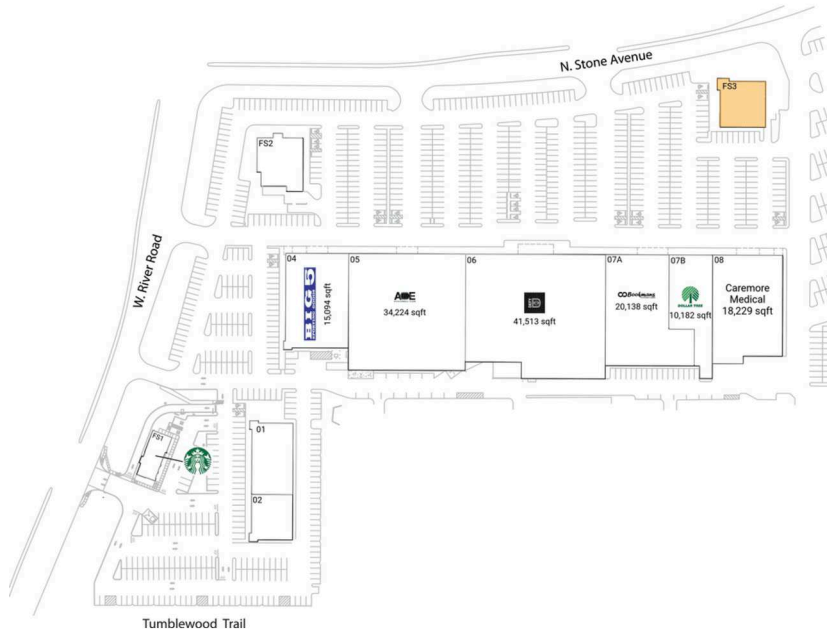 N. Stone Avenue
FS3
FS2
W. River Road
04
05
06
07A
07B
08
BIG 5
15,094 sqft
34,224 sqft
41,513 sqft
Bookmans
20,138 sqft
DOLLAR TREE
10,182 sqft
Caremore
Medical
18,229 sqft
FS1
01
02
Tumblewood Trail